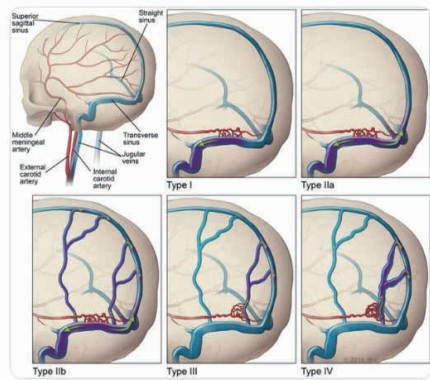 Superior
sagittal
sinus
Straight
sinus
Middle
meningeal
artery
Transverse
sinus
External
carotid
artery
Internal
carotid
artery
Jugular
veins
Type I
Type IIa
Type IIb
Type III
Type IV